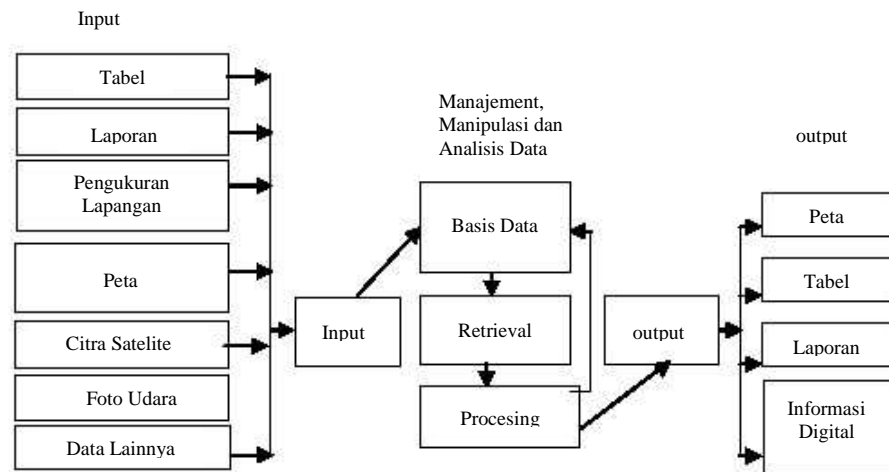 Input
Tabel
Laporan
Pengukuran
Lapangan
Peta
Citra Satelite
Foto Udara
Data Lainnya
Input
Manajement,
Manipulasi dan
Analisis Data
Basis Data
Retrieval
Procesing
output
output
Peta
Tabel
Laporan
Informasi
Digital